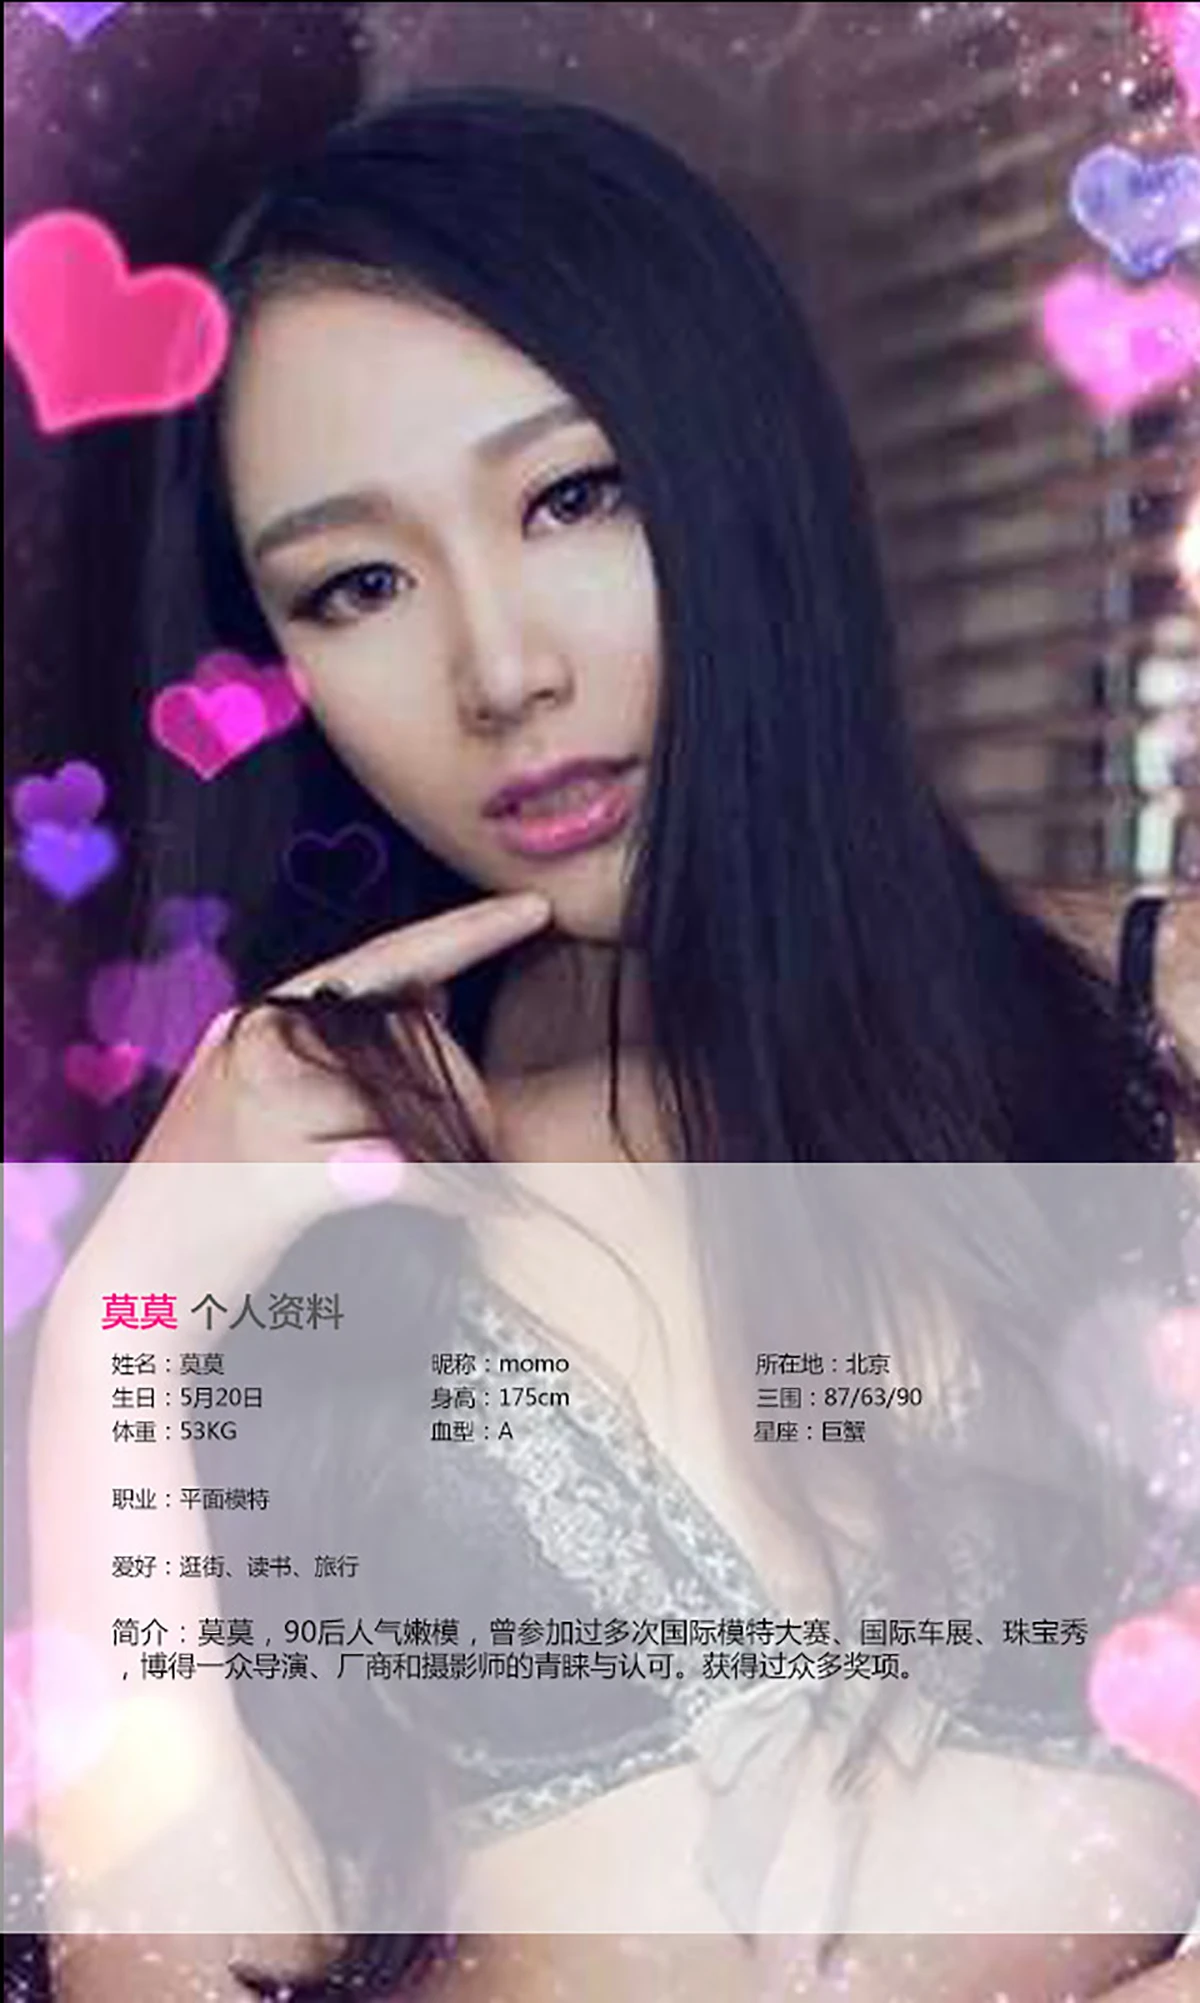 莫莫 个人资料
姓名：莫莫 昵称：momo 所在地：北京
生日：5月20日 身高：175cm 三围：87/63/90
体重：53KG 血型：A 星座：巨蟹
职业：平面模特
爱好：逛街、读书、旅行
简介：莫莫，90后人气嫩模，曾参加过多次国际模特大赛、国际车展、珠宝秀
，博得一众导演、厂商和摄影师的青睐与认可。获得过众多奖项。